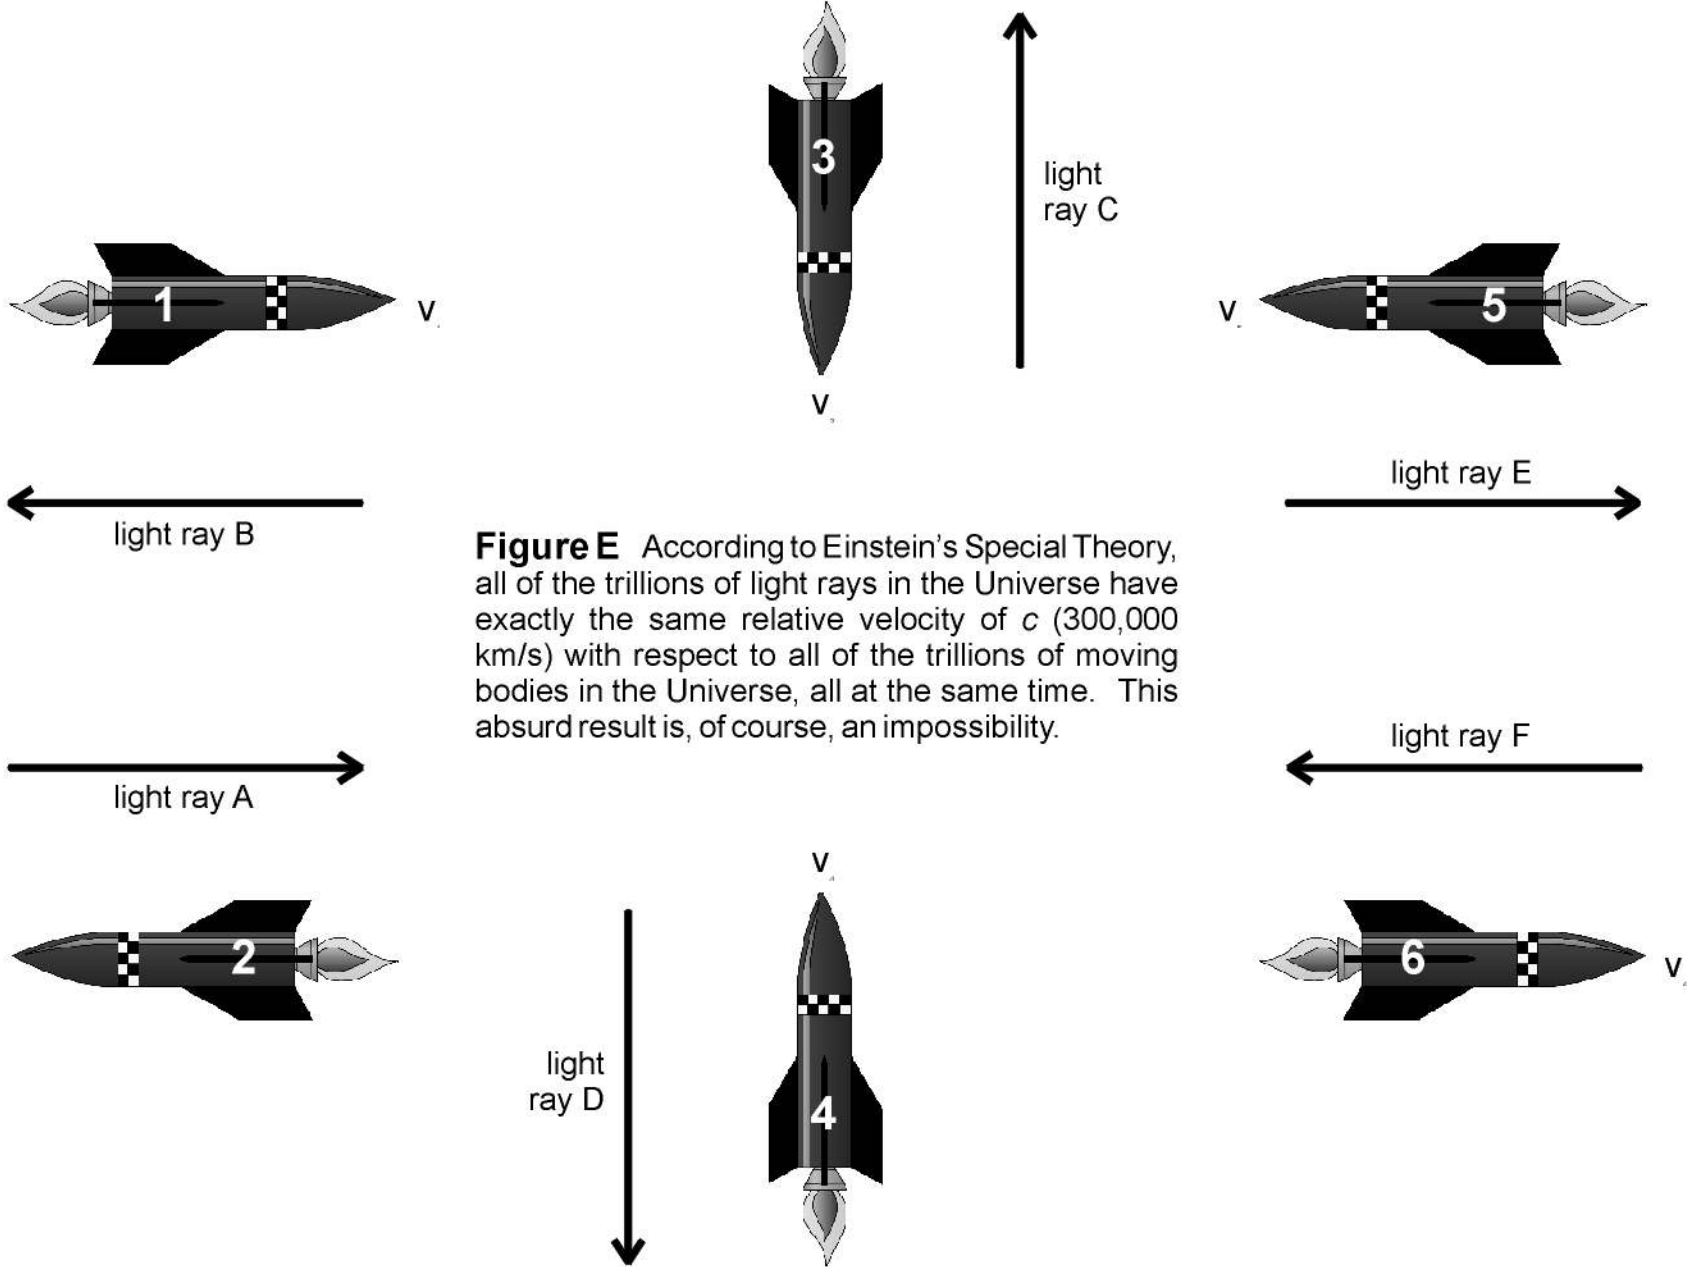 3
light
ray C
1
V
V
5
V
light ray E
light ray B
Figure E According to Einstein's Special Theory,
all of the trillions of light rays in the Universe have
exactly the same relative velocity of c (300,000
km/s) with respect to all of the trillions of moving
bodies in the Universe, all at the same time. This
absurd result is, of course, an impossibility.
light ray F
light ray A
V
2
6
V
light
ray D
4